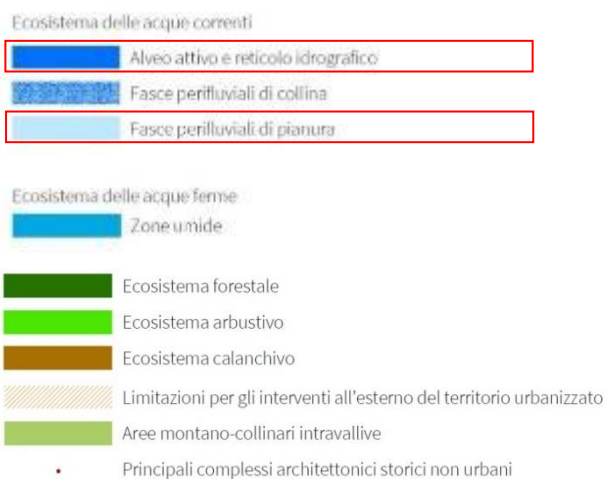 Ecosistema delle acque correnti
Alveo attivo e reticolo idrografico
Fasce perifluviali di collina
Fasce perifluviali di pianura
Ecosistema delle acque ferme
Zone umide
Ecosistema forestale
Ecosistema arbustivo
Ecosistema calanchivo
Limitazioni per gli interventi all'esterno del territorio urbanizzato
Aree montano-collinari intravallive
Principali complessi architettonici storici non urbani